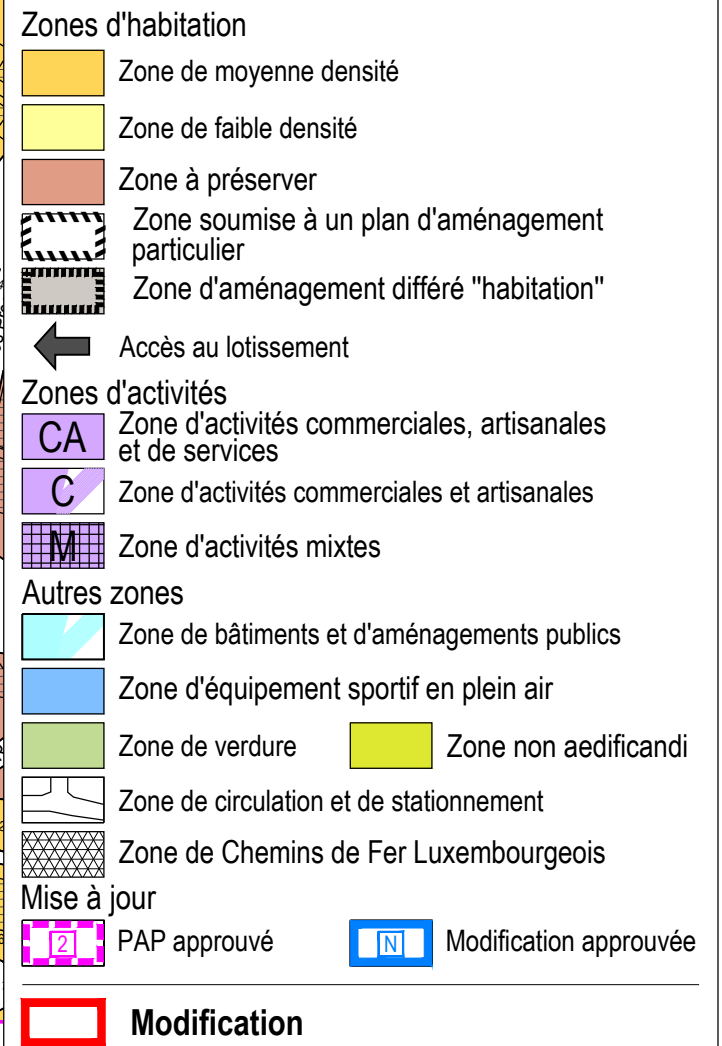 Zones d'habitation
Zone de moyenne densité
Zone de faible densité
Zone à préserver
Zone soumise à un plan d'aménagement
particulier
Zone d'aménagement différé "habitation"
Accès au lotissement
Zones d'activités
CA Zone d'activités commerciales, artisanales
et de services
C Zone d'activités commerciales et artisanales
M Zone d'activités mixtes
Autres zones
Zone de bâtiments et d'aménagements publics
Zone d'équipement sportif en plein air
Zone de verdure Zone non aedificandi
Zone de circulation et de stationnement
Zone de Chemins de Fer Luxembourgeois
Mise à jour
2 PAP approuvé N Modification approuvée
Modification